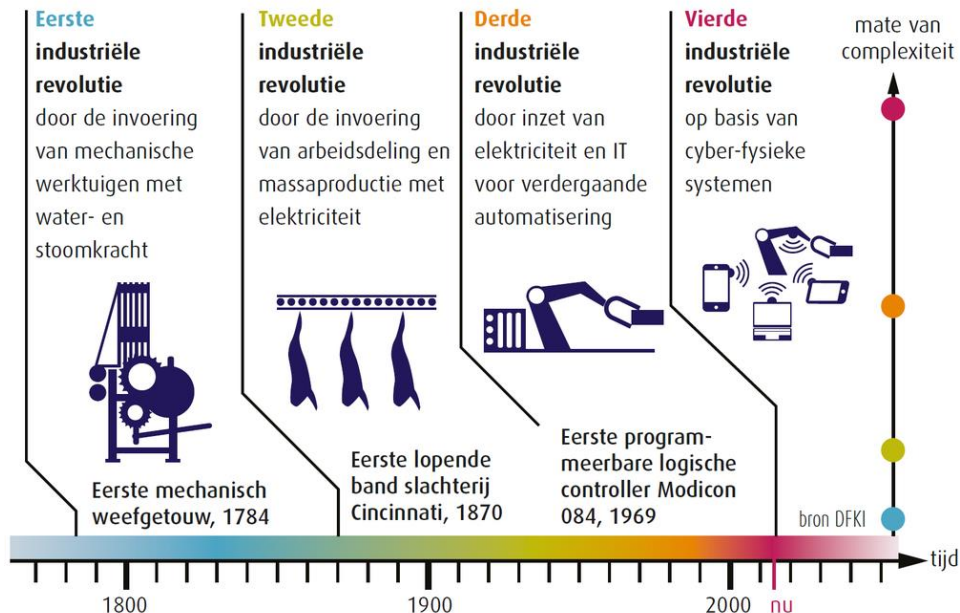 Eerste
industriële
revolutie
door de invoering
van mechanische
werktuigen met
water- en
stoomkracht
Tweede
industriële
revolutie
door de invoering
van arbeidsdeling en
massaproductie met
elektriciteit
Derde
industriële
revolutie
door inzet van
elektriciteit en IT
voor verdergaande
automatisering
Vierde
industriële
revolutie
op basis van
cyber-fysieke
systemen
mate van
complexiteit
Eerste mechanisch
weefgetouw, 1784
Eerste lopende
band slachterij
Cincinnati, 1870
Eerste program-
meerbare logische
controller Modicon
084, 1969
bron DFKI
tijd
1800
1900
2000
nu